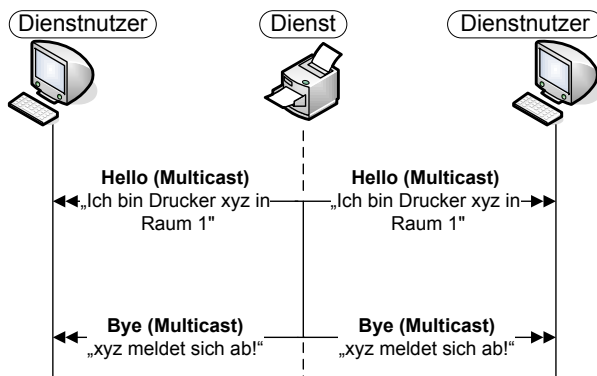 Dienstnutzer
Dienst
Dienstnutzer
Hello (Multicast)
„Ich bin Drucker xyz in
Raum 1"
Hello (Multicast)
„Ich bin Drucker xyz in
Raum 1"
Bye (Multicast)
„xyz meldet sich ab!“
Bye (Multicast)
„xyz meldet sich ab!“